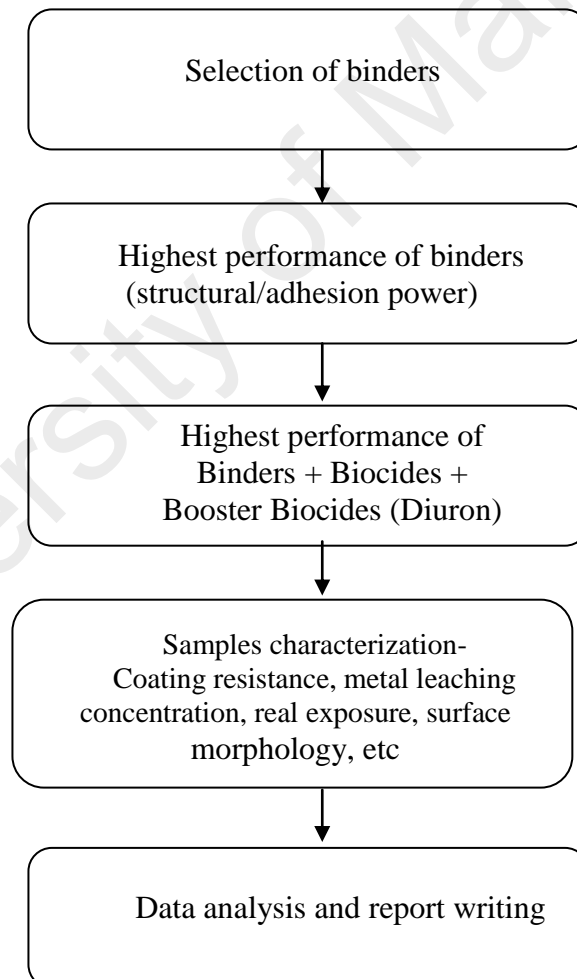 Selection of binders
Highest performance of binders
(structural/adhesion power)
Highest performance of
Binders + Biocides +
Booster Biocides (Diuron)
Samples characterization-
Coating resistance, metal leaching
concentration, real exposure, surface
morphology, etc
Data analysis and report writing